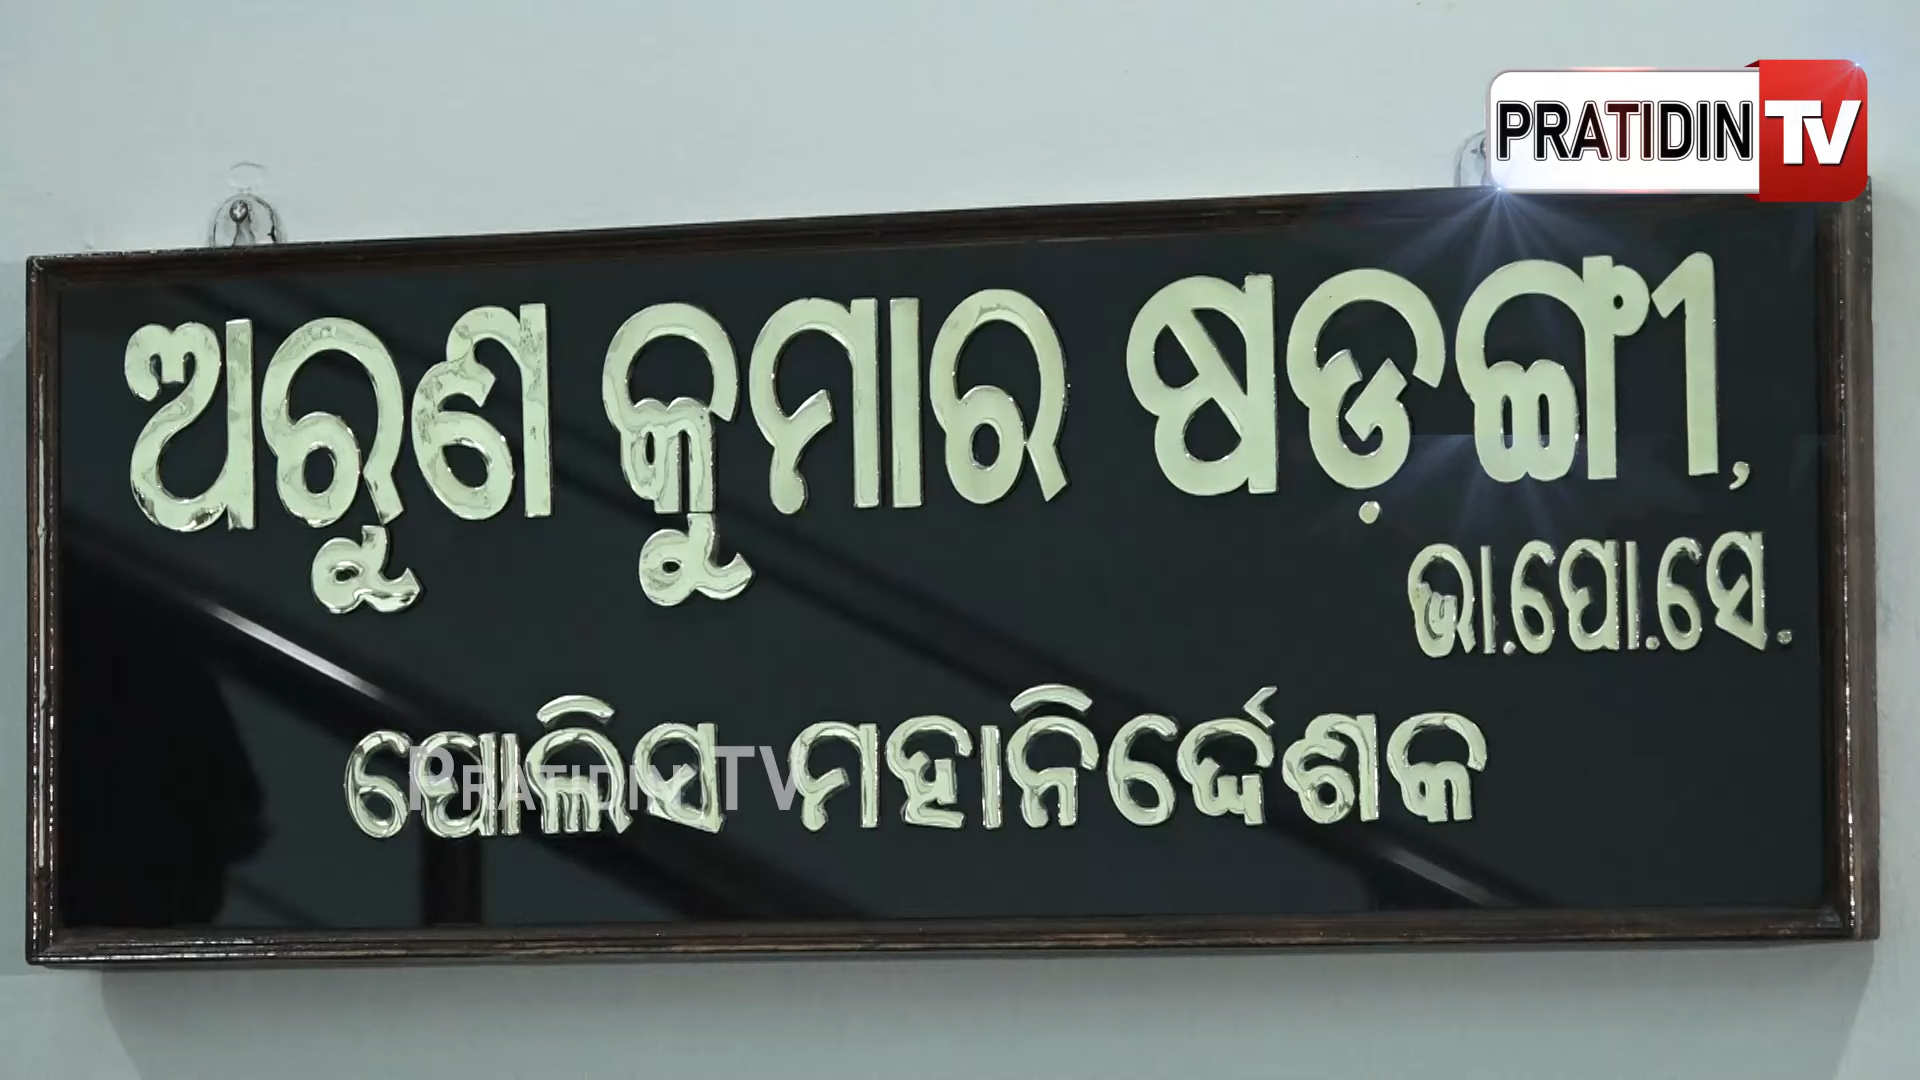 PRATIDIN TV
ଅରୁଣ କୁମାର ଷଡ଼ଙ୍ଗୀ,
ଭା.ପୋ.ସେ.
ପୋଲିସ ମହାନିର୍ଦ୍ଦେଶକ
PRATIDIN TV